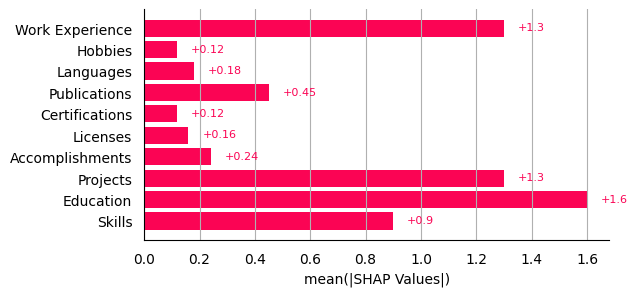 Work Experience +1.3
Hobbies +0.12
Languages +0.18
Publications +0.45
Certifications +0.12
Licenses +0.16
Accomplishments +0.24
Projects +1.3
Education +1.6
Skills +0.9
0.0 0.2 0.4 0.6 0.8 1.0 1.2 1.4 1.6
mean(|SHAP Values|)